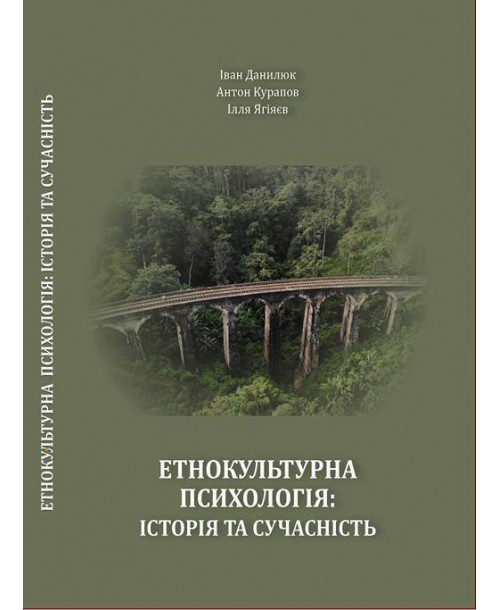 Іван Данилюк
Антон Курапов
Ілля Ягіяєв
ЕТНОКУЛЬТУРНА
ПСИХОЛОГІЯ:
ІСТОРІЯ ТА СУЧАСНІСТЬ
ЕТНОКУЛЬТУРНА ПСИХОЛОГІЯ: ІСТОРІЯ ТА СУЧАСНІСТЬ